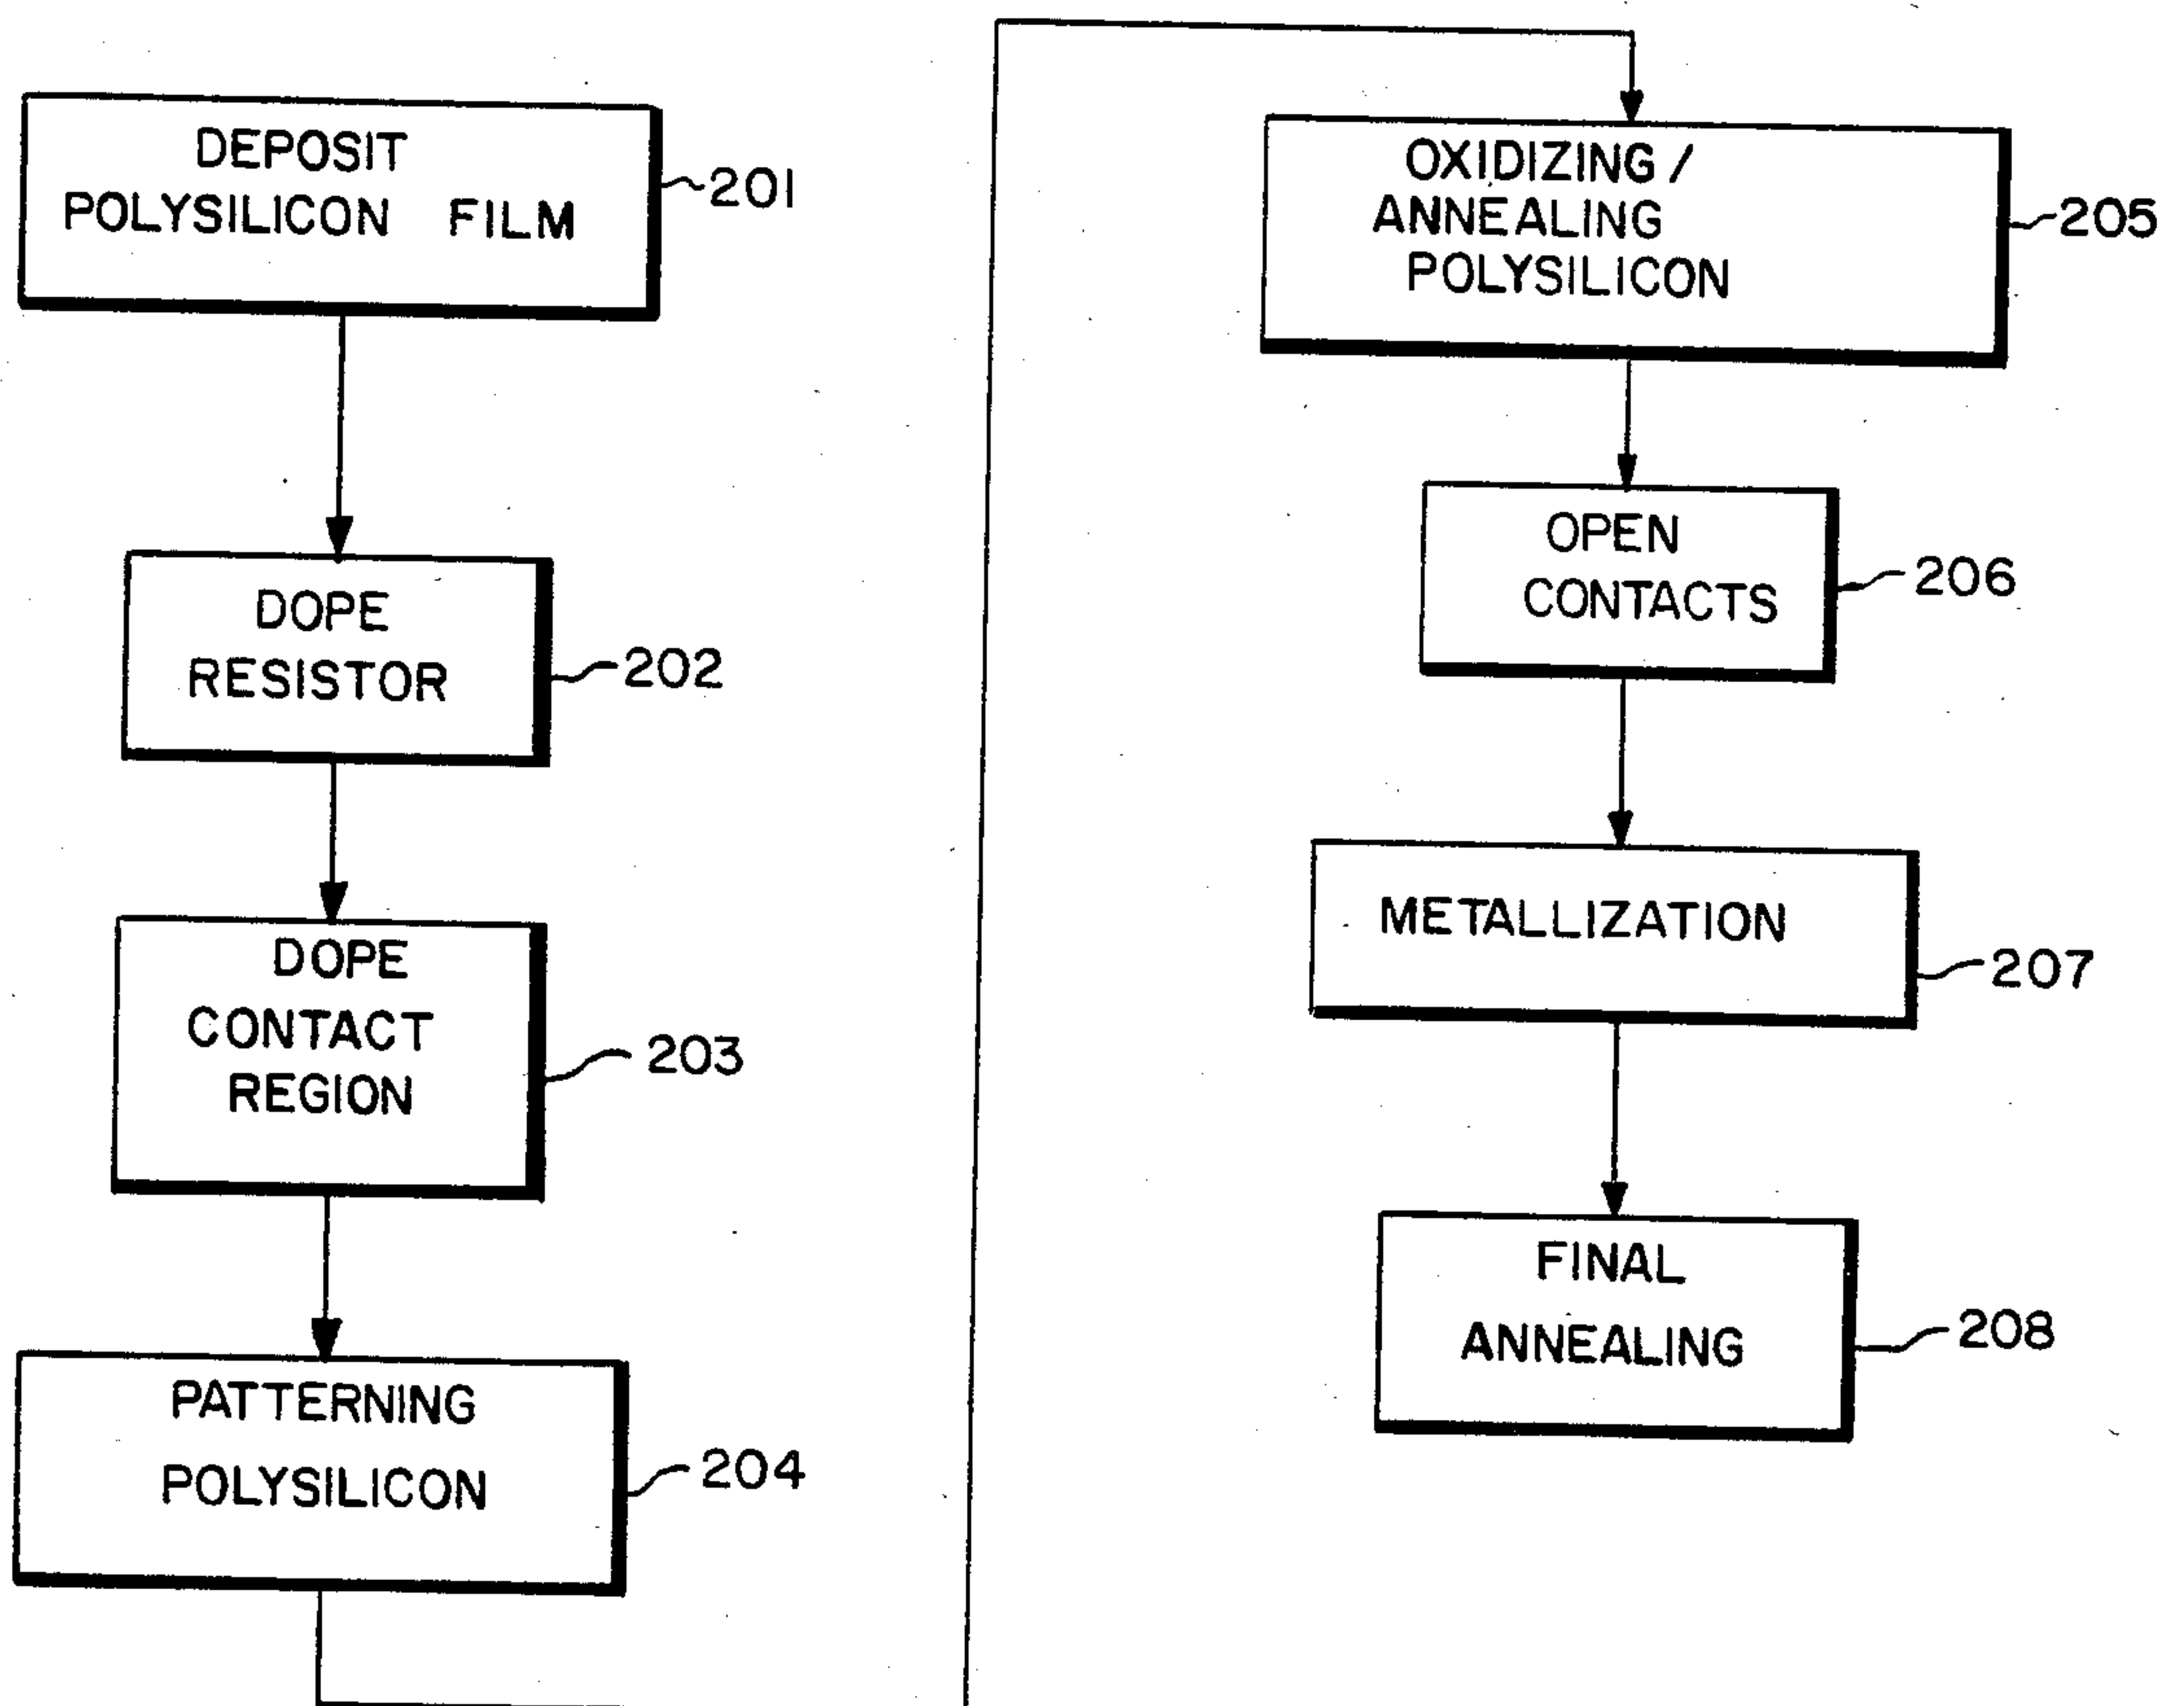 DEPOSIT
POLYSILICON FILM
201
DOPE
RESISTOR
202
DOPE
CONTACT
REGION
203
PATTERNING
POLYSILICON
204
OXIDIZING /
ANNEALING
POLYSILICON
205
OPEN
CONTACTS
206
METALLIZATION
207
FINAL
ANNEALING
208